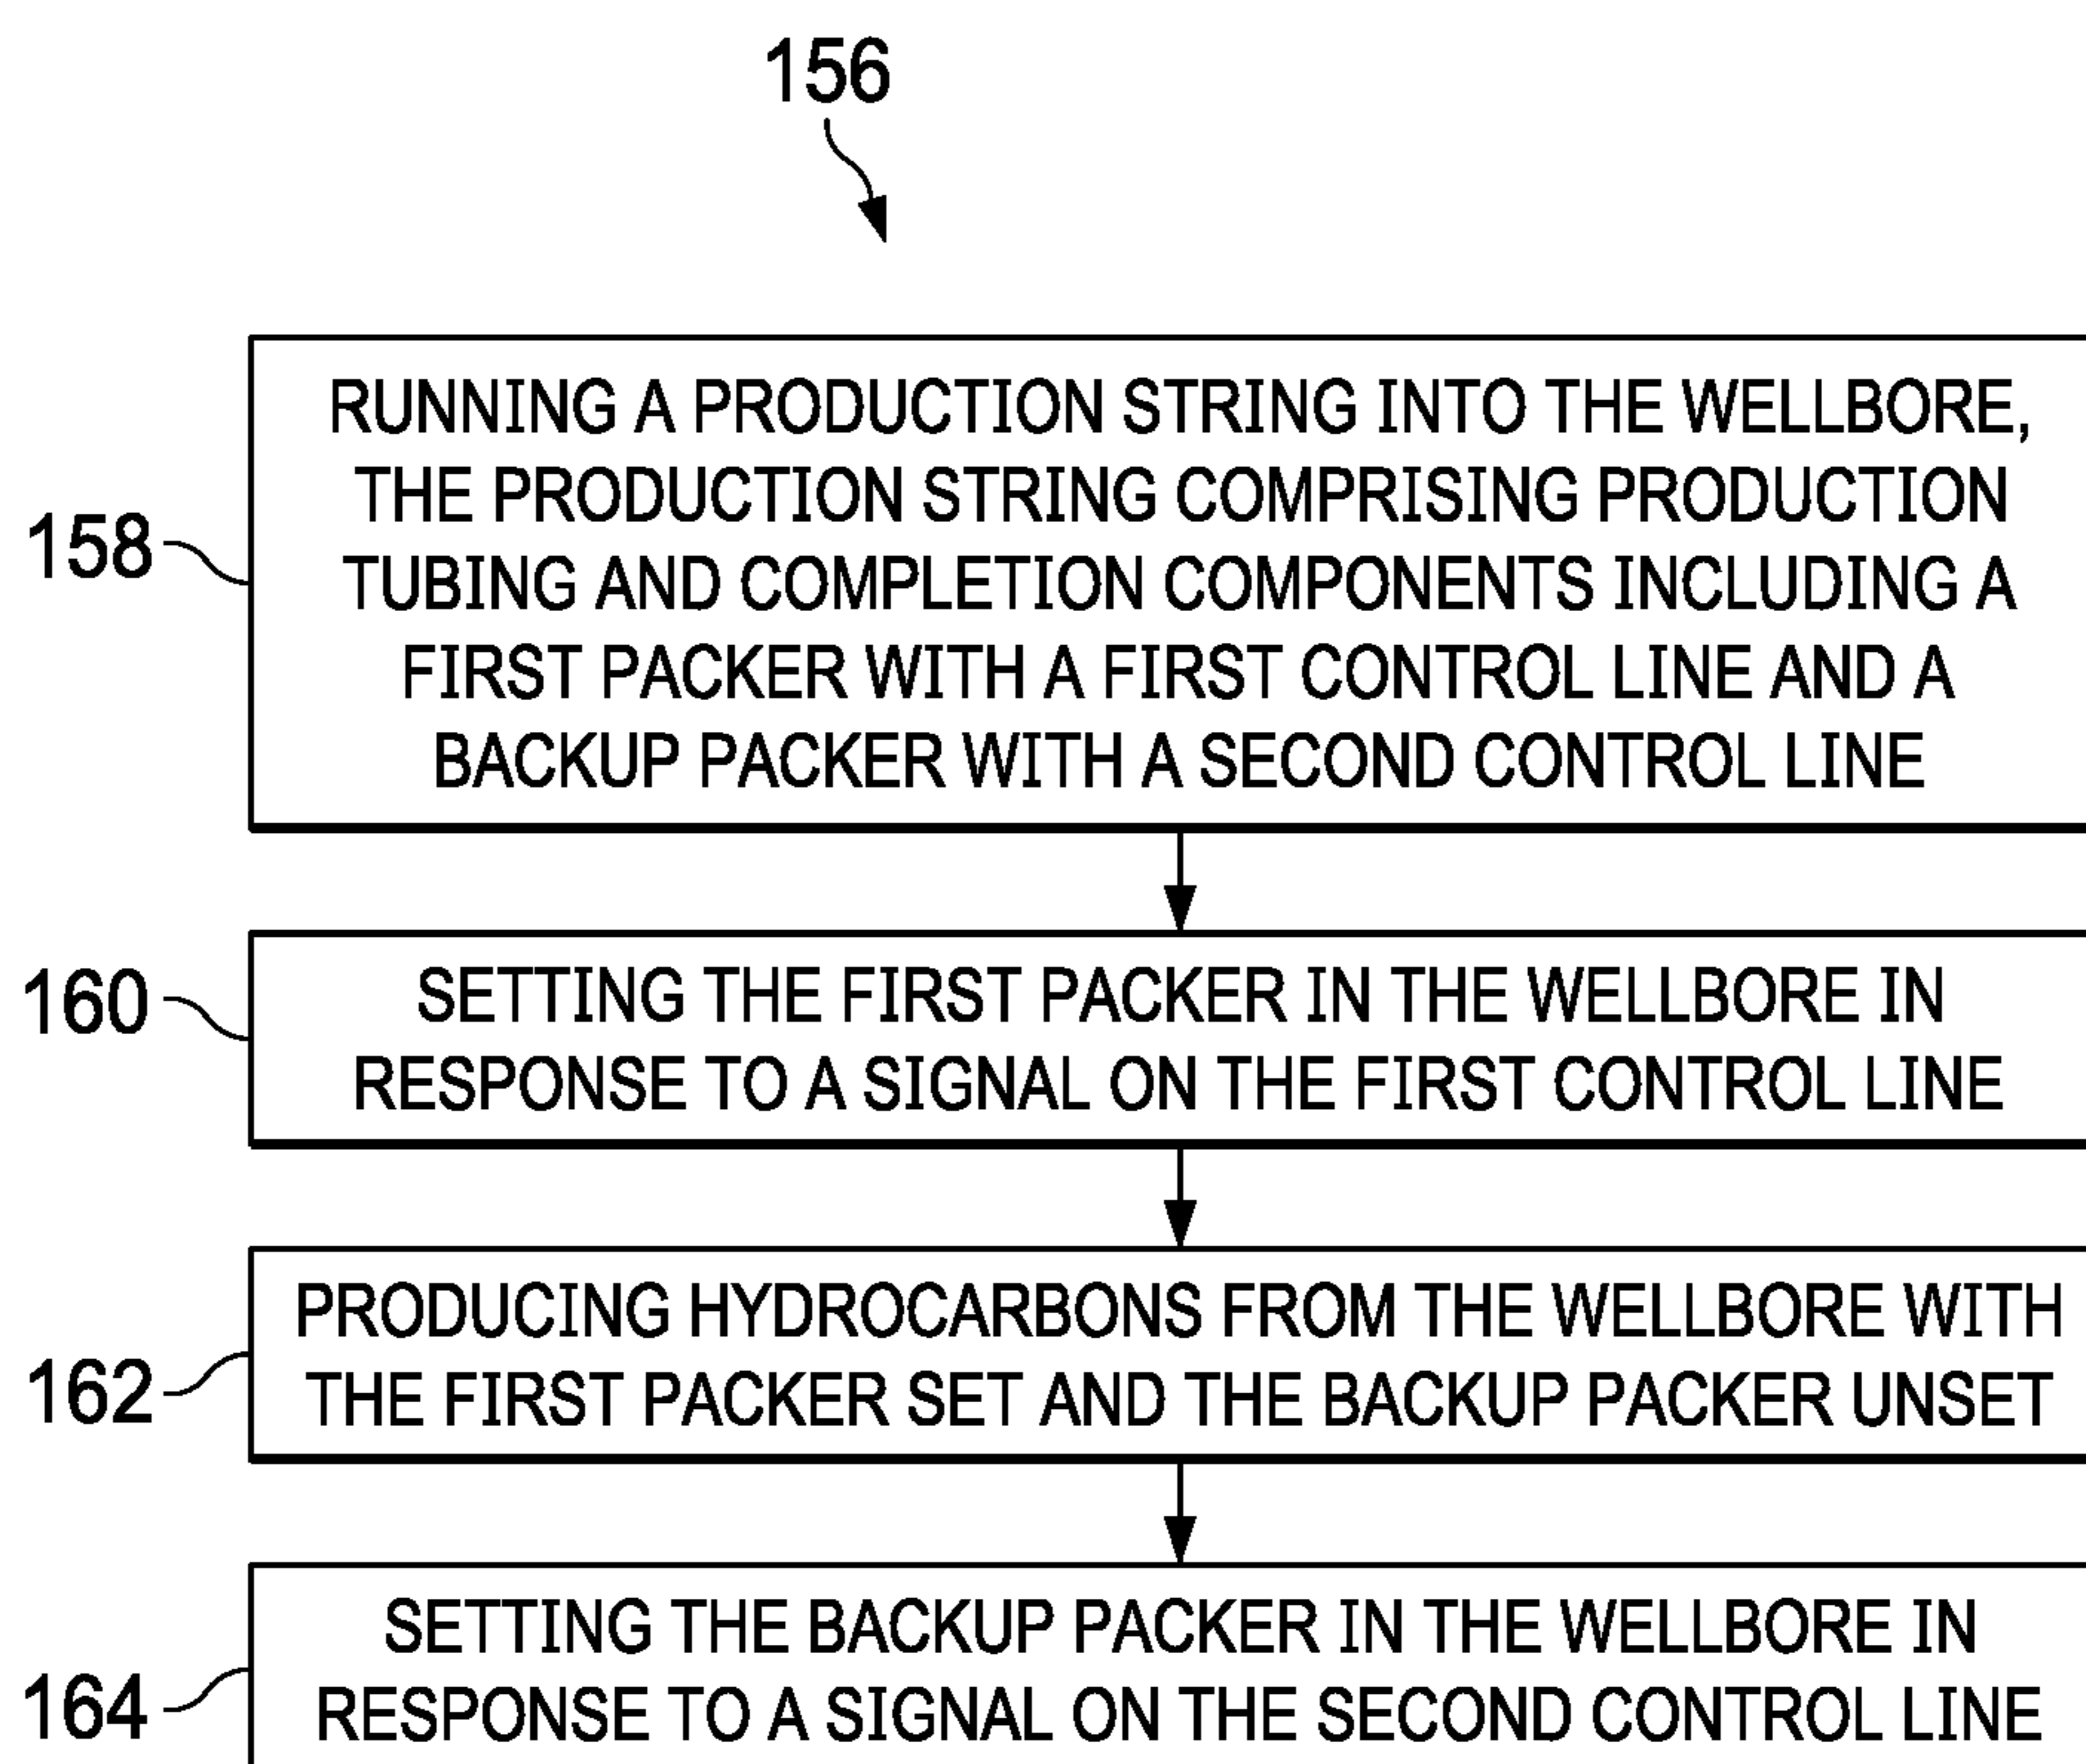 156
158
RUNNING A PRODUCTION STRING INTO THE WELLBORE,
THE PRODUCTION STRING COMPRISING PRODUCTION
TUBING AND COMPLETION COMPONENTS INCLUDING A
FIRST PACKER WITH A FIRST CONTROL LINE AND A
BACKUP PACKER WITH A SECOND CONTROL LINE
160
SETTING THE FIRST PACKER IN THE WELLBORE IN
RESPONSE TO A SIGNAL ON THE FIRST CONTROL LINE
162
PRODUCING HYDROCARBONS FROM THE WELLBORE WITH
THE FIRST PACKER SET AND THE BACKUP PACKER UNSET
164
SETTING THE BACKUP PACKER IN THE WELLBORE IN
RESPONSE TO A SIGNAL ON THE SECOND CONTROL LINE